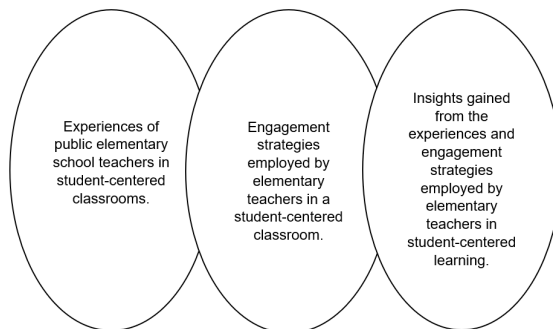 Experiences of
public elementary
school teachers in
student-centered
classrooms.
Engagement
strategies
employed by
elementary
teachers in a
student-centered
classroom.
Insights gained
from the
experiences and
engagement
strategies
employed by
elementary
teachers in
student-centered
learning.